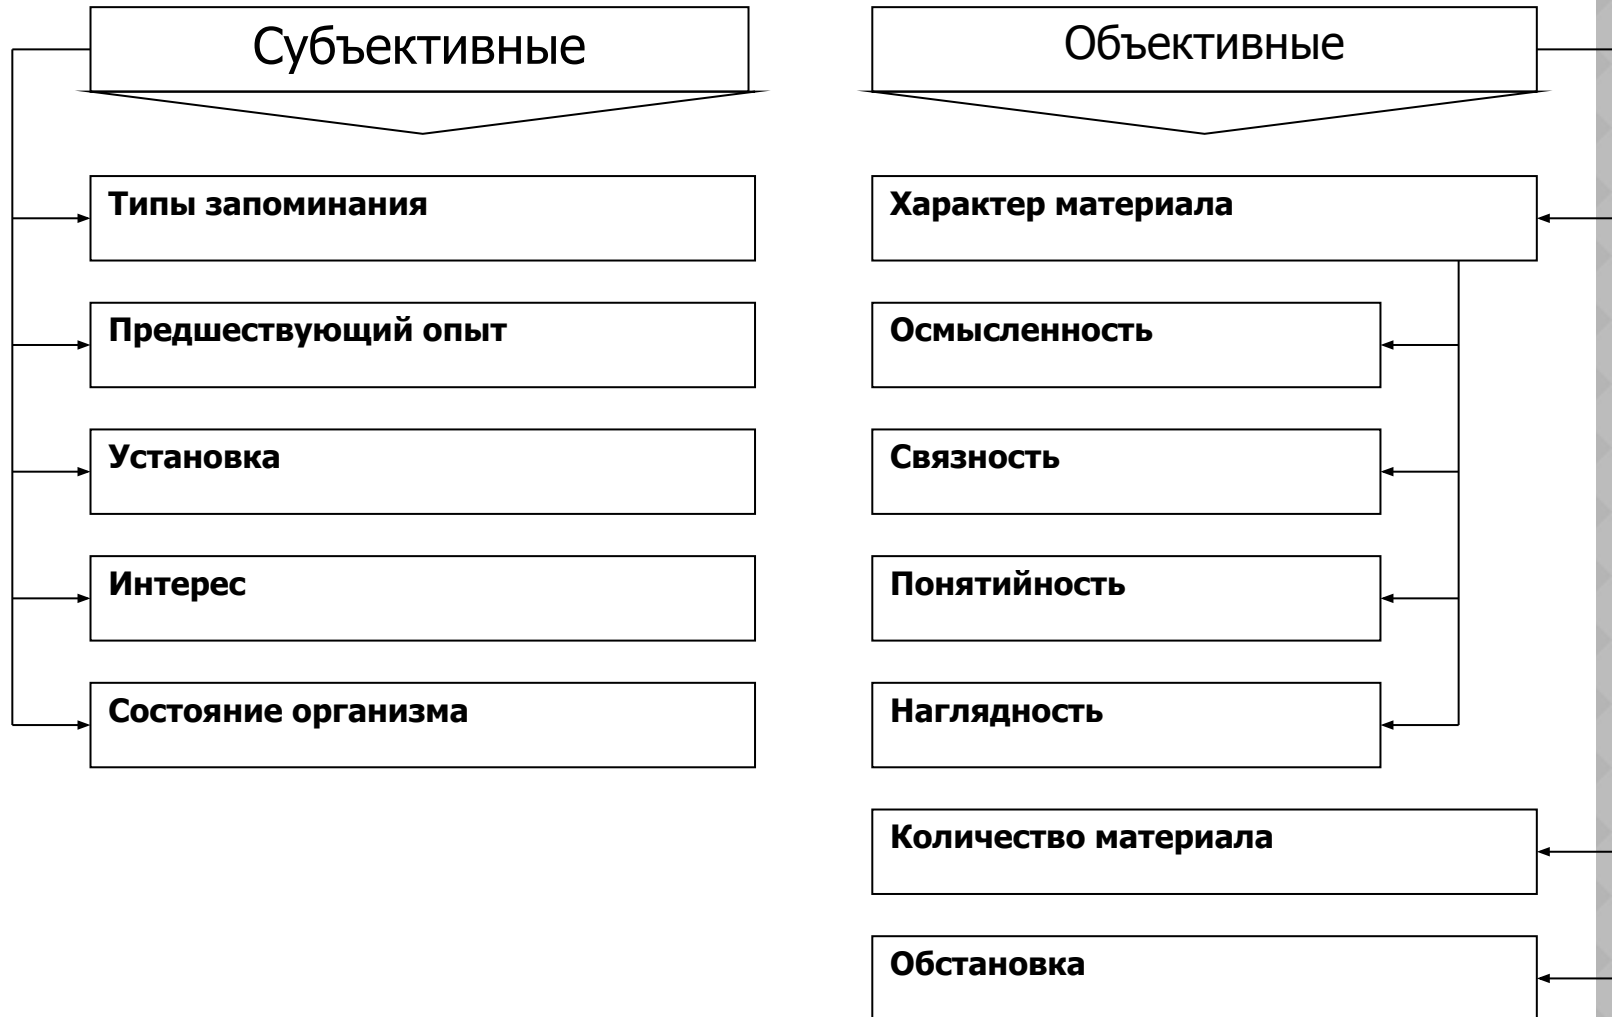 Субъективные
Типы запоминания
Предшествующий опыт
Установка
Интерес
Состояние организма
Объективные
Характер материала
Осмысленность
Связность
Понятийность
Наглядность
Количество материала
Обстановка